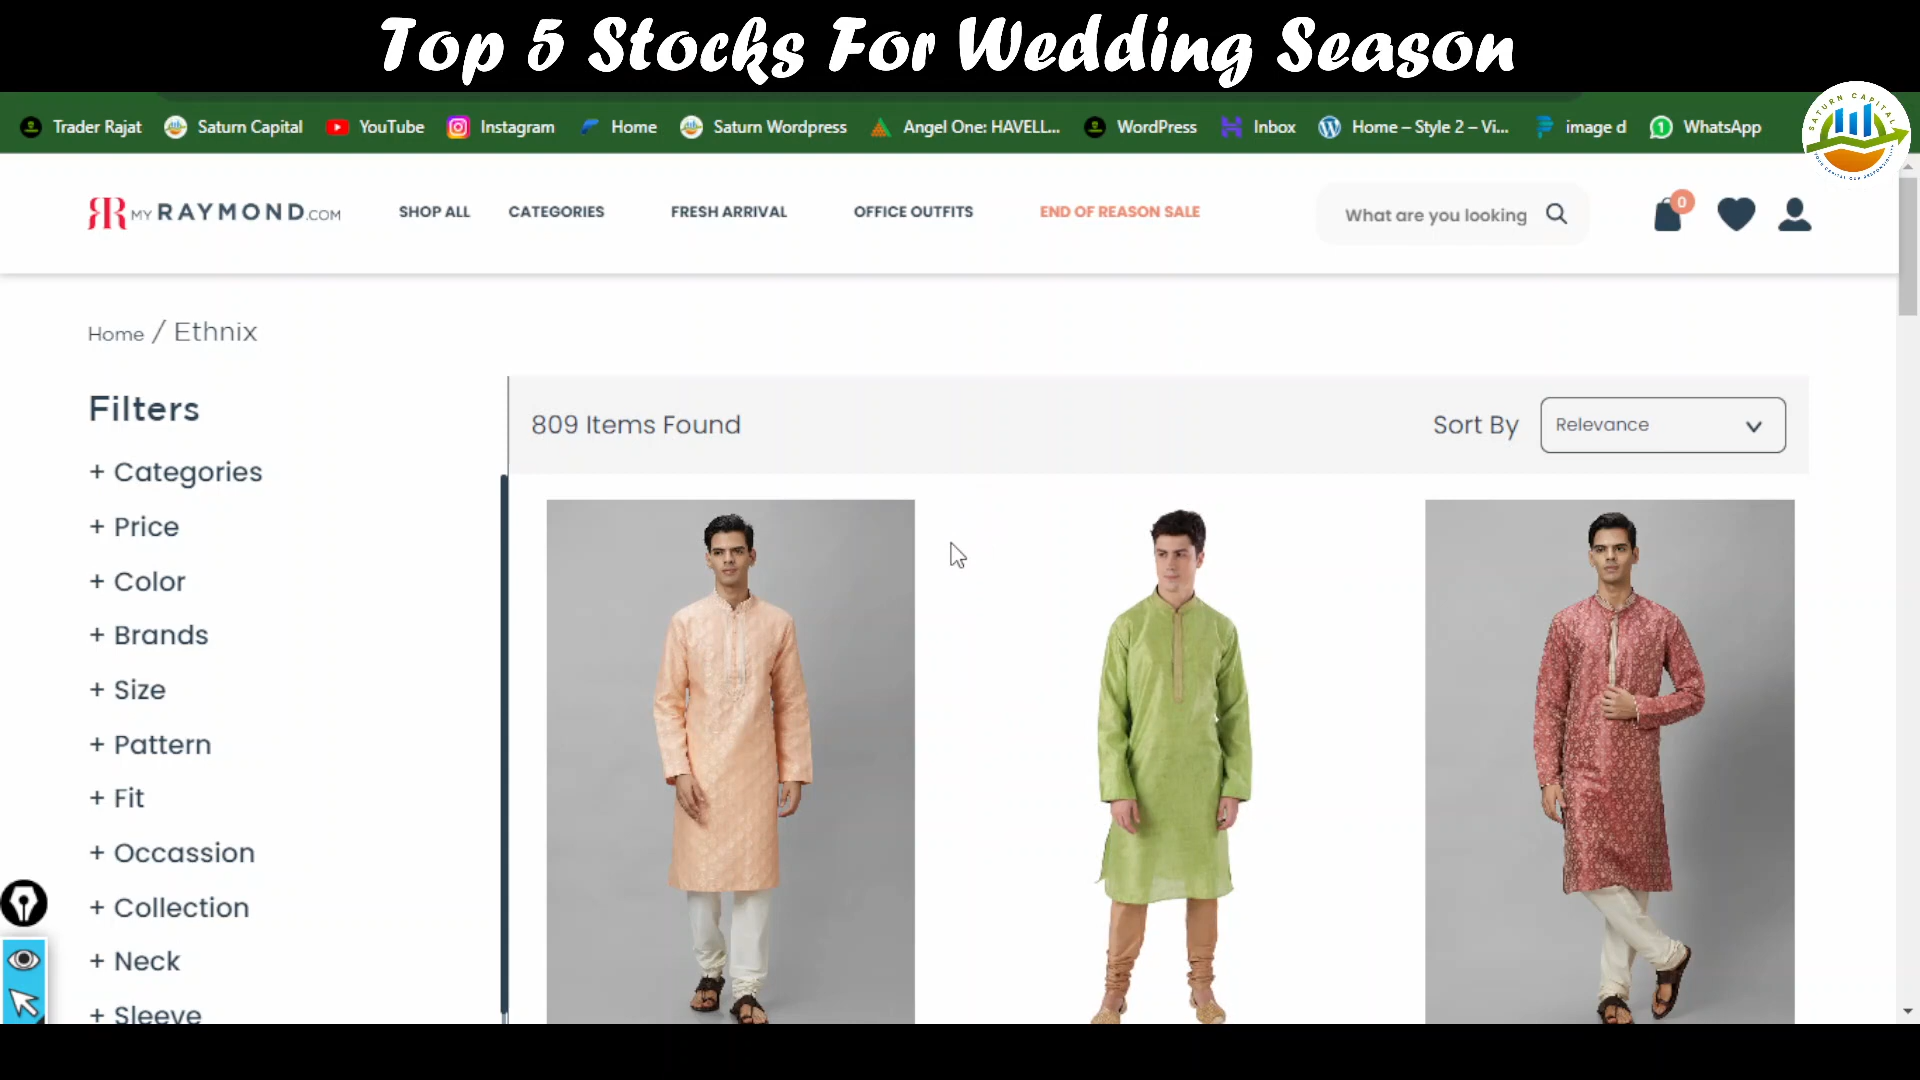 Top 5 Stocks For Wedding Season
Trader Rajat Saturn Capital YouTube Instagram Home Saturn Wordpress Angel One: HAVELL... WordPress Inbox Home – Style 2 – Vi... image d WhatsApp
SATURN CAPITAL
MY RAYMOND.COM SHOP ALL CATEGORIES FRESH ARRIVAL OFFICE OUTFITS END OF REASON SALE What are you looking 0
Home / Ethnix
Filters
809 Items Found Sort By Relevance
+ Categories
+ Price
+ Color
+ Brands
+ Size
+ Pattern
+ Fit
+ Occassion
+ Collection
+ Neck
+ Sleeve